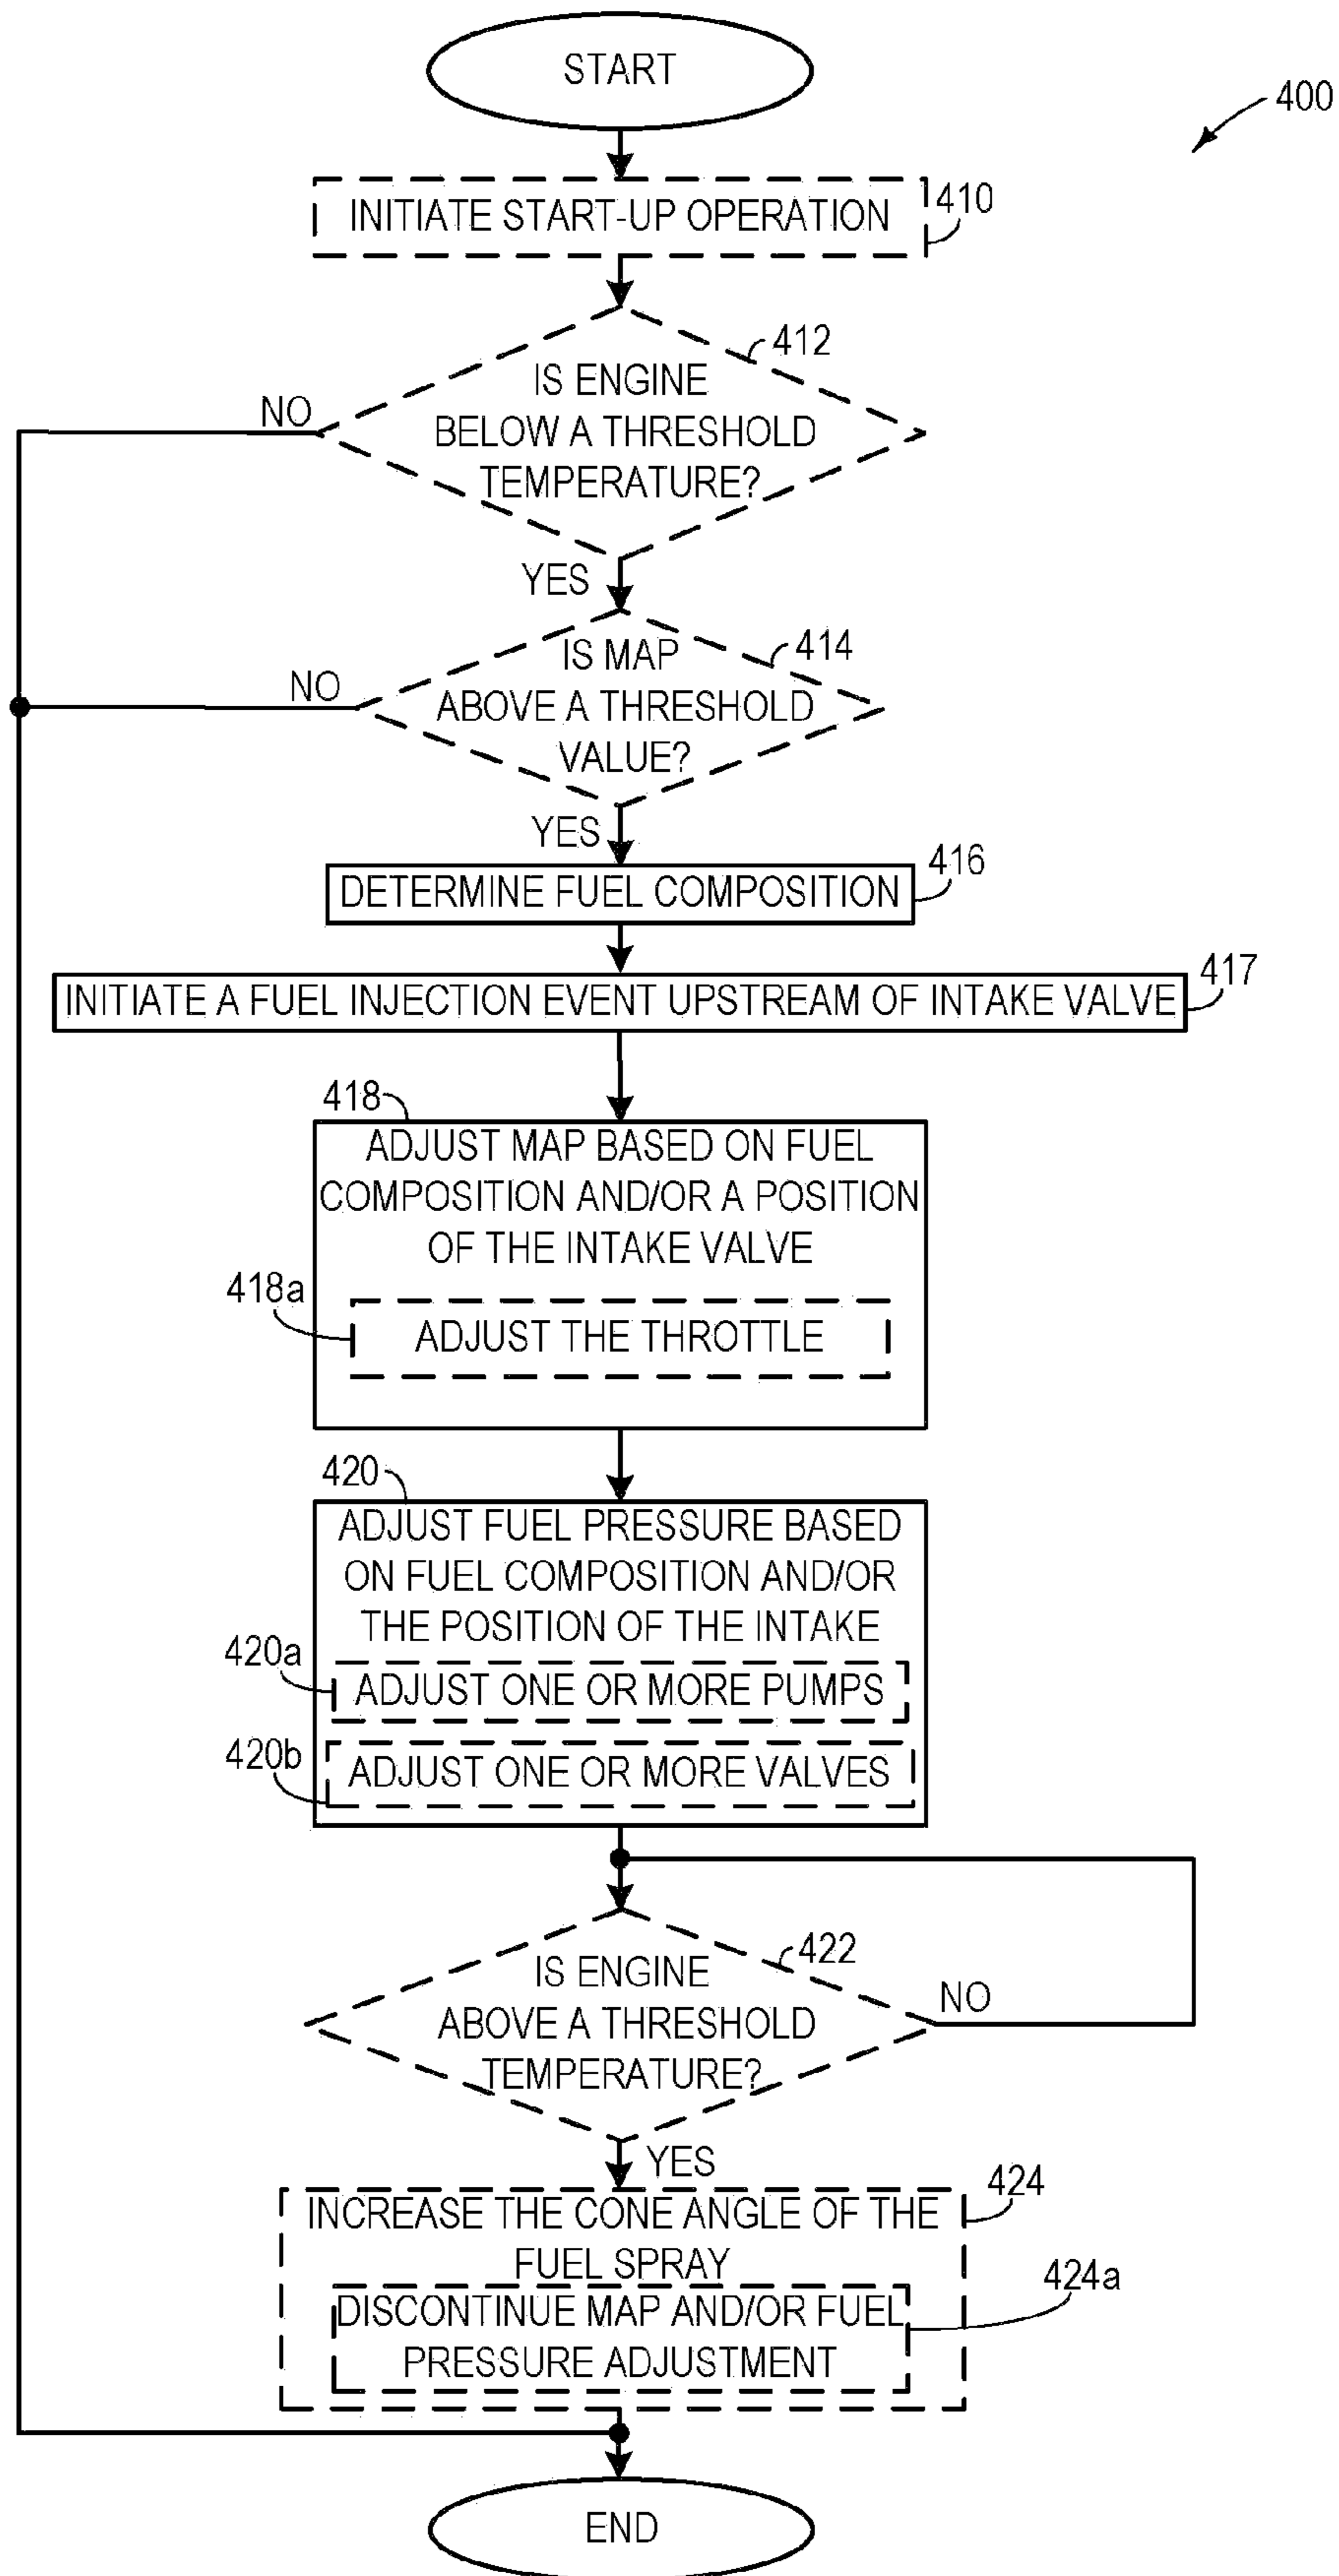 START
400
INITIATE START-UP OPERATION
410
412
IS ENGINE
BELOW A THRESHOLD
TEMPERATURE?
NO
YES
414
IS MAP
ABOVE A THRESHOLD
VALUE?
NO
YES
416
DETERMINE FUEL COMPOSITION
417
INITIATE A FUEL INJECTION EVENT UPSTREAM OF INTAKE VALVE
418
ADJUST MAP BASED ON FUEL
COMPOSITION AND/OR A POSITION
OF THE INTAKE VALVE
418a
ADJUST THE THROTTLE
420
ADJUST FUEL PRESSURE BASED
ON FUEL COMPOSITION AND/OR
THE POSITION OF THE INTAKE
420a
ADJUST ONE OR MORE PUMPS
420b
ADJUST ONE OR MORE VALVES
422
IS ENGINE
ABOVE A THRESHOLD
TEMPERATURE?
NO
YES
424
INCREASE THE CONE ANGLE OF THE
FUEL SPRAY
424a
DISCONTINUE MAP AND/OR FUEL
PRESSURE ADJUSTMENT
END